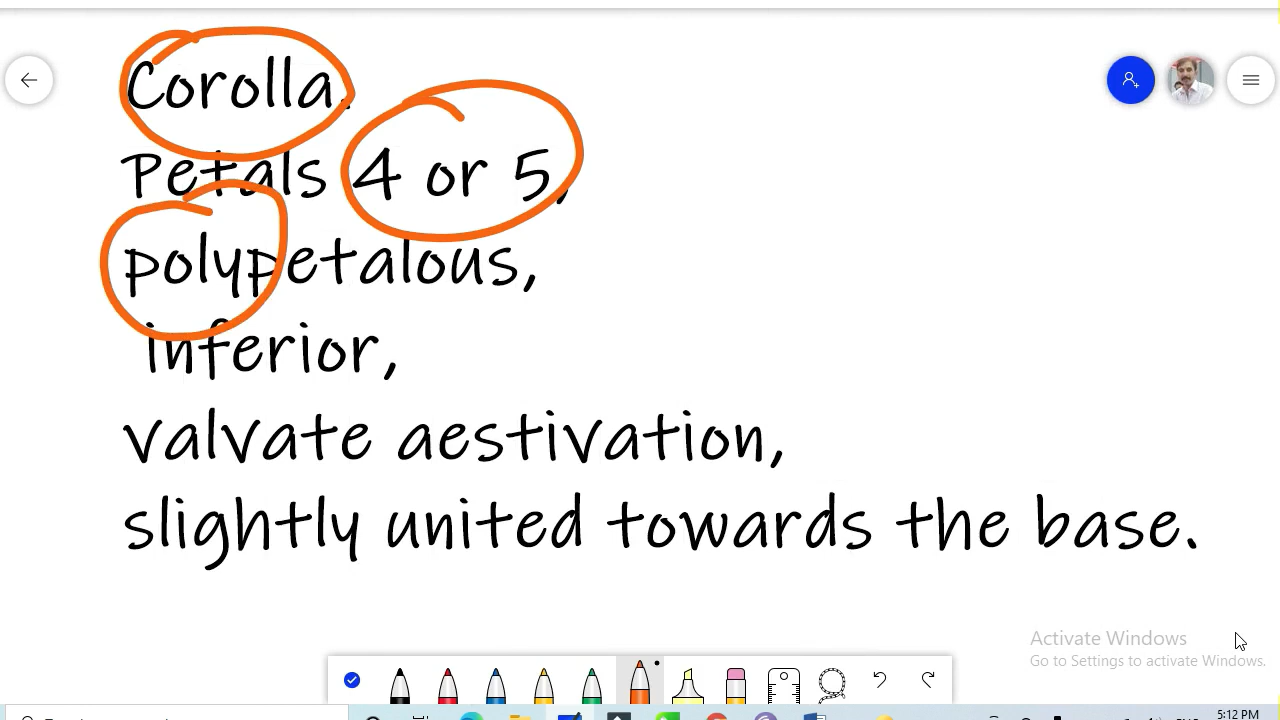 Corolla.
Petals 4 or 5,
polypetalous,
inferior,
valvate aestivation,
slightly united towards the base.
Activate Windows
Go to Settings to activate Windows.
5:12 PM